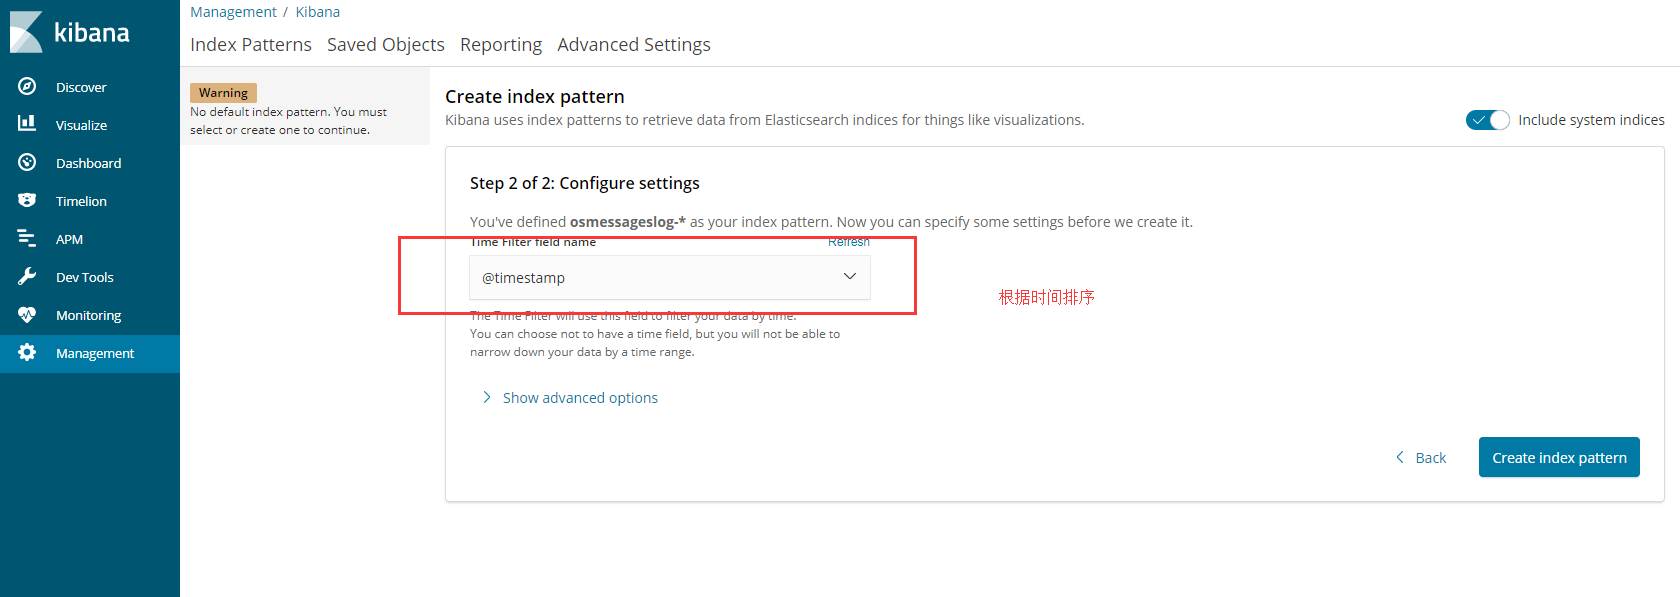 kibana
Discover
Visualize
Dashboard
Timelion
APM
Dev Tools
Monitoring
Management
Management / Kibana
Index Patterns Saved Objects Reporting Advanced Settings
Warning
No default index pattern. You must
select or create one to continue.
Create index pattern
Kibana uses index patterns to retrieve data from Elasticsearch indices for things like visualizations.
Include system indices
Step 2 of 2: Configure settings
You've defined osmessageslog-* as your index pattern. Now you can specify some settings before we create it.
Time Filter field name Refresh
@timestamp
根据时间排序
The Time Filter will use this field to filter your data by time.
You can choose not to have a time field, but you will not be able to
narrow down your data by a time range.
Show advanced options
Back
Create index pattern